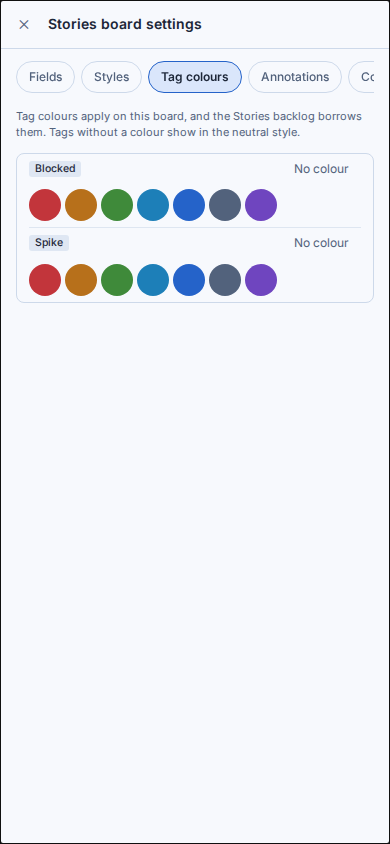 Stories board settings
Fields Styles Tag colours Annotations Co
Tag colours apply on this board, and the Stories backlog borrows
them. Tags without a colour show in the neutral style.
Blocked No colour
Spike No colour